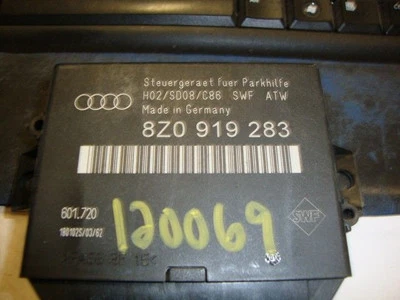 Steuergeraet fuer Parkhilfe
H02/SD08/C86 SWF ATW
Made in Germany
8Z0 919 283
601.720
120069
SWF